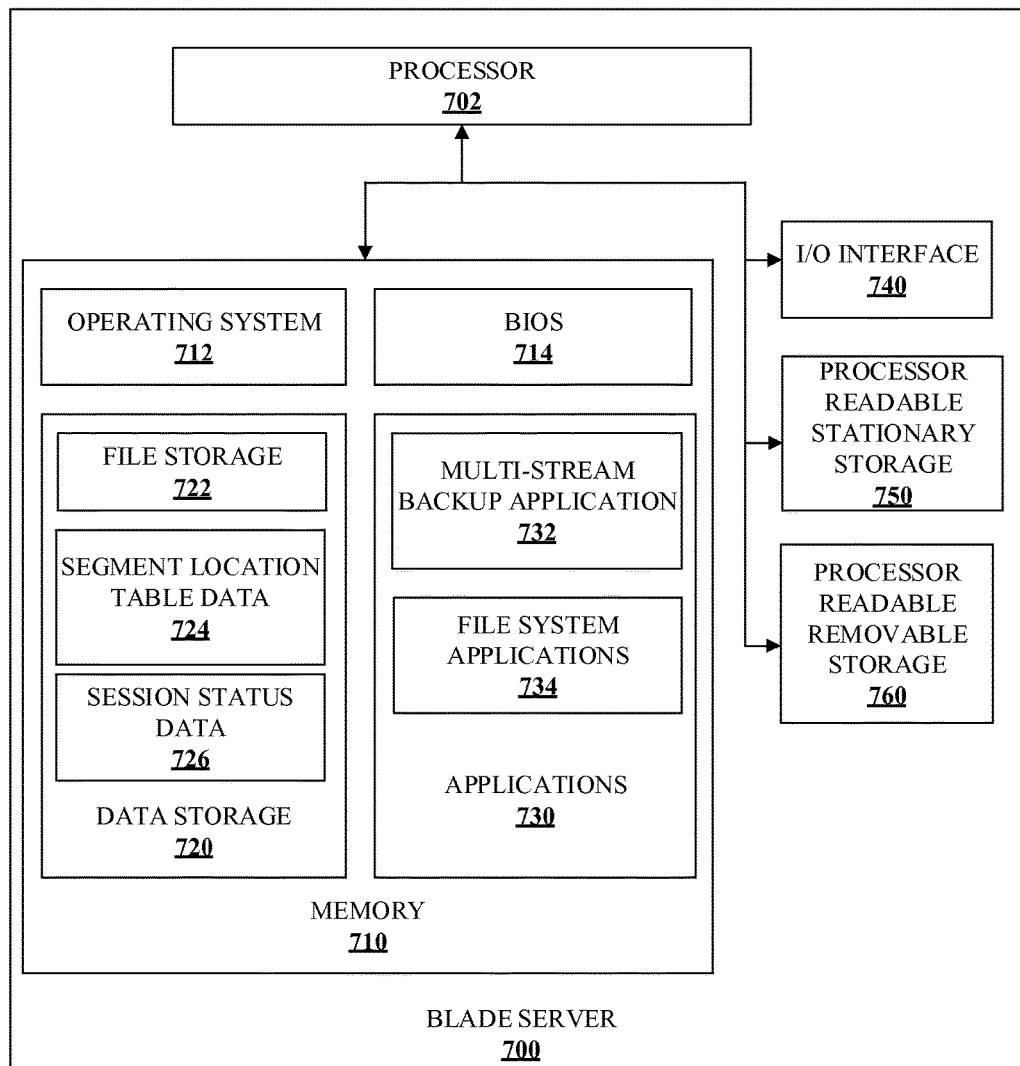 PROCESSOR
702
I/O INTERFACE
740
OPERATING SYSTEM
712
BIOS
714
PROCESSOR
READABLE
STATIONARY
STORAGE
750
FILE STORAGE
722
MULTI-STREAM
BACKUP APPLICATION
732
SEGMENT LOCATION
TABLE DATA
724
PROCESSOR
READABLE
REMOVABLE
STORAGE
760
FILE SYSTEM
APPLICATIONS
734
SESSION STATUS
DATA
726
DATA STORAGE
720
APPLICATIONS
730
MEMORY
710
BLADE SERVER
700